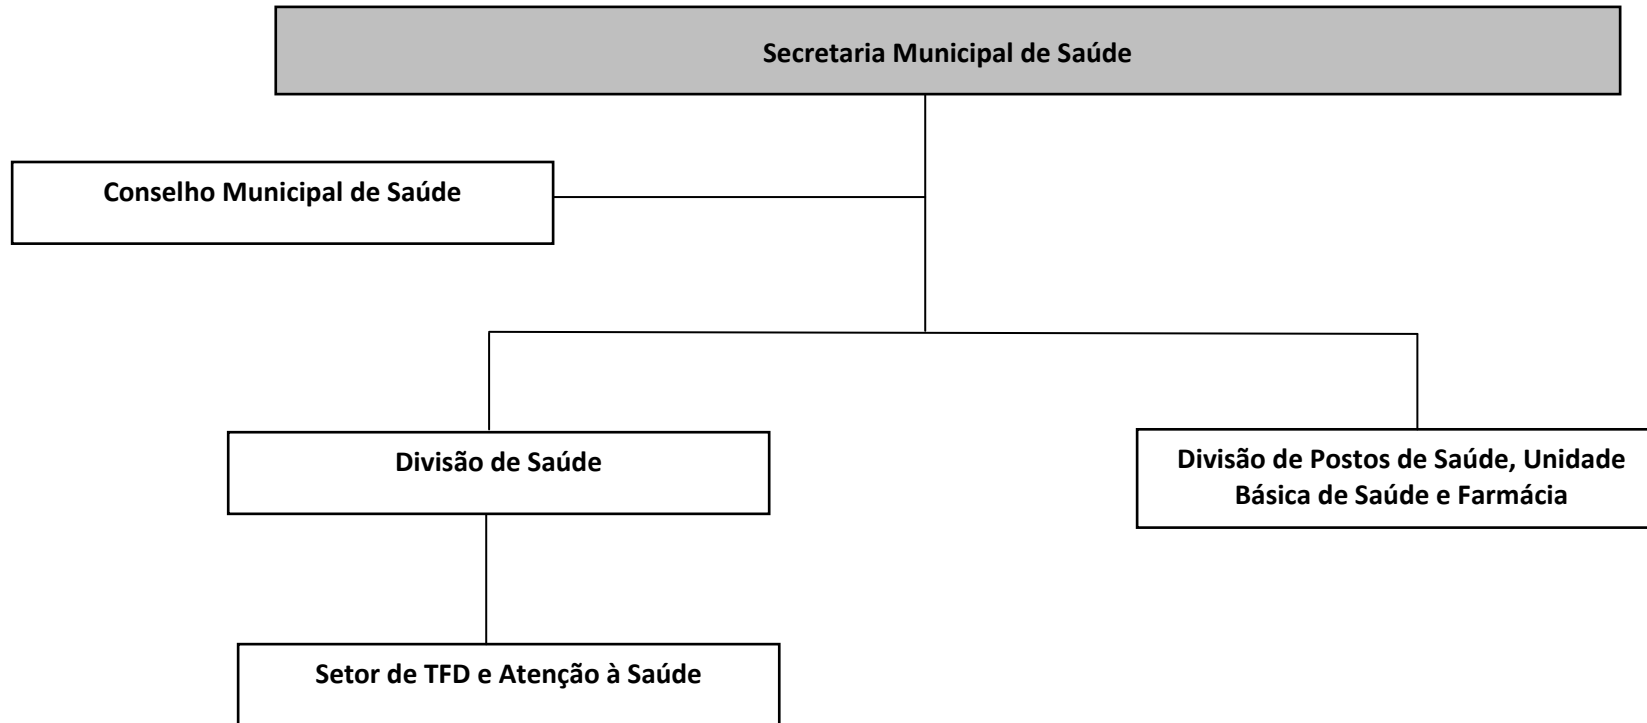 Secretaria Municipal de Saúde
Conselho Municipal de Saúde
Divisão de Saúde
Divisão de Postos de Saúde, Unidade
Básica de Saúde e Farmácia
Setor de TFD e Atenção à Saúde